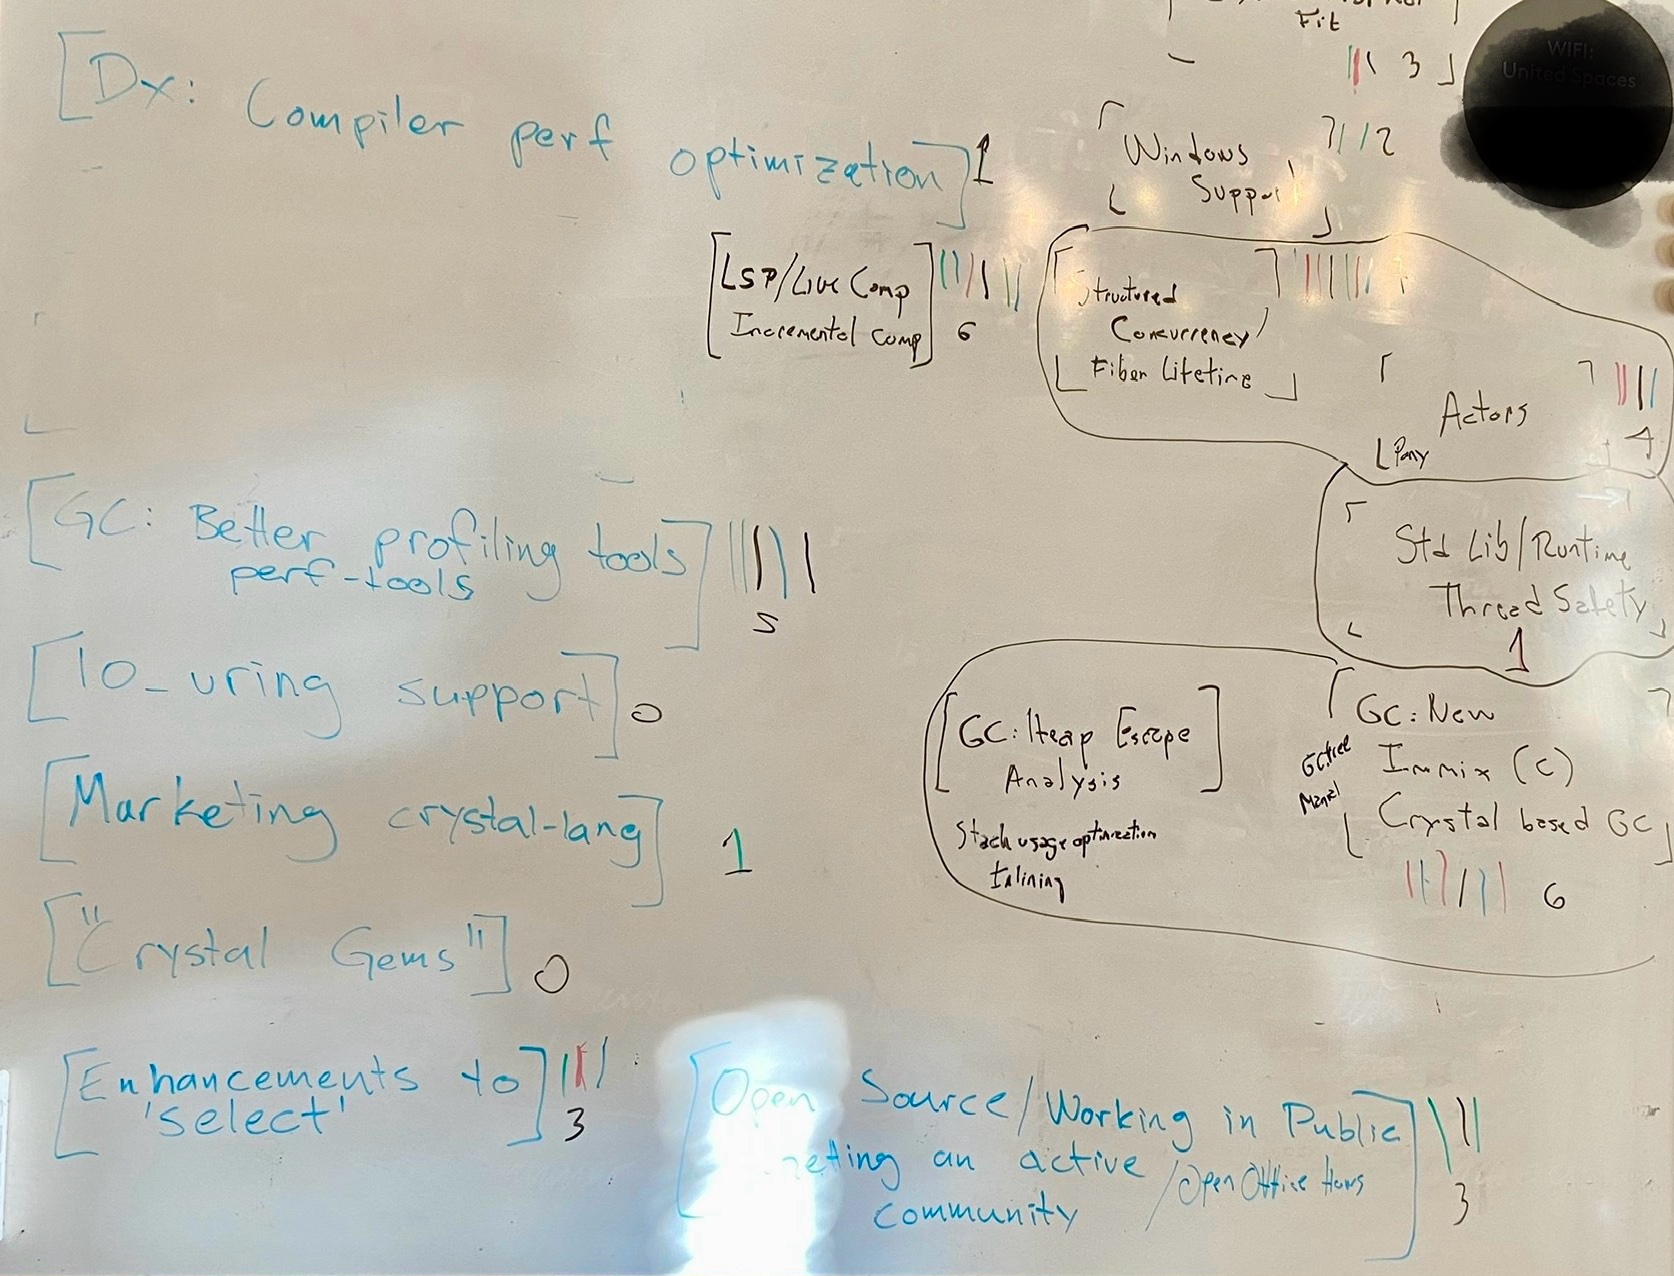 [Dx: Compiler perf optimization] 1
[GC: Better profiling tools]
perf-tools
5
[IO_uring support] 0
[Marketing crystal-lang] 1
["Crystal Gems"] 0
[Enhancements to
'select']
3
[LSP/Live Comp
Incremental Comp] 6
Fit
3
WIFI:
United Spaces
[Windows
Support]
2
[Structured
Concurrency/
Fiber Lifetime]
[Actors
Pony
4
[Std Lib/Runtime
Thread Safety]
1
[GC: Heap Escape
Analysis]
Stack usage optimization
Inlining
[GC: New
Immix (C)
Crystal based GC]
GC free
6
[Open Source/Working in Public
an active
community /Open Office Hours]
3